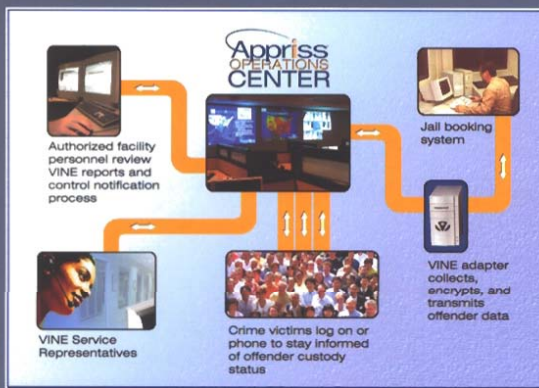 Appriss
OPERATIONS
CENTER
Authorized facility
personnel review
VINE reports and
control notification
process
Jail booking
system
VINE adapter
collects,
encrypts, and
transmits
offender data
VINE Service
Representatives
Crime victims log on or
phone to stay informed
of offender custody
status